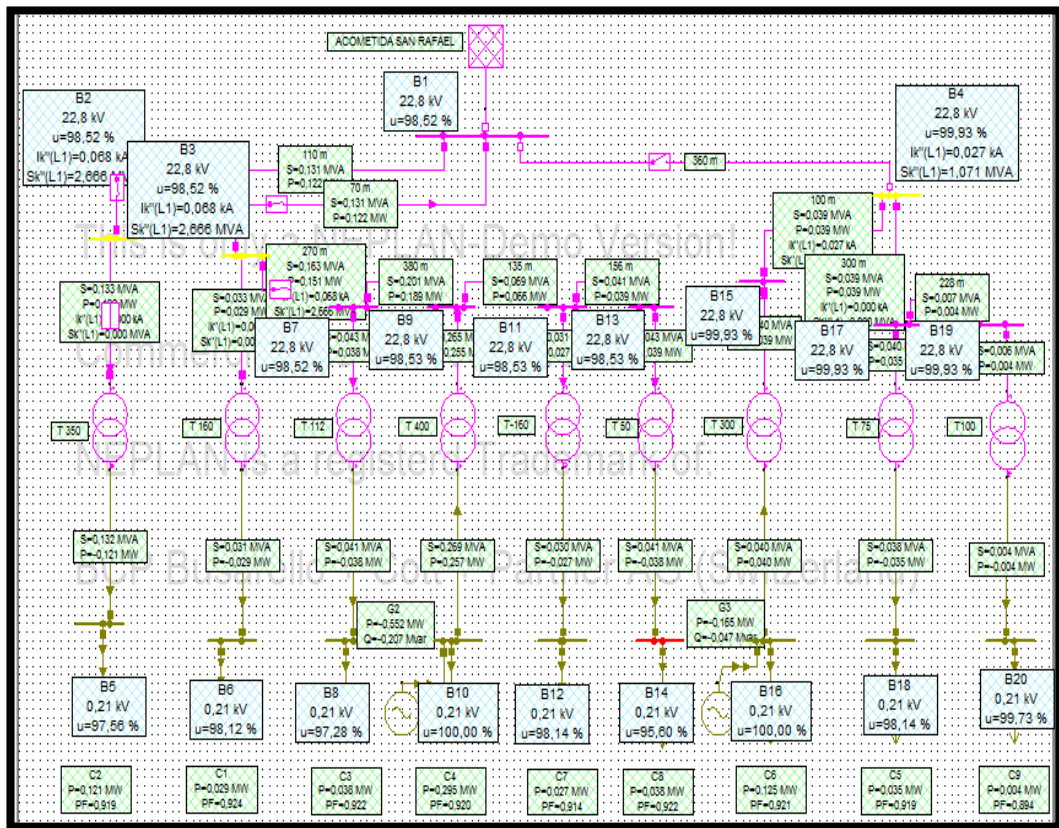 ACOMETIDA SAN RAFAEL
B1
22,8 kV
u=98,52 %
B2
22,8 kV
u=98,52 %
Ik"(L1)=0,068 kA
Sk"(L1)=2,666
B3
22,8 kV
u=98,52 %
Ik"(L1)=0,068 kA
Sk"(L1)=2,666 MVA
B4
22,8 kV
u=99,93 %
Ik"(L1)=0,027 kA
Sk"(L1)=1,071 MVA
110 m
S=0,131 MVA
P=0,122
70 m
S=0,131 MVA
P=0,122 MW
360 m
100 m
S=0,039 MVA
P=0,039 MW
Ik"(L1)=0,027 kA
This is only a NEPLAN-Demo version!
270 m
S=0,163 MVA
P=0,151 MW
(L1)=0,068 kA
(L1)=2,666 MVA
380 m
S=0,201 MVA
P=0,189 MW
135 m
S=0,069 MVA
P=0,066 MW
156 m
S=0,041 MVA
P=0,039 MW
300 m
S=0,039 MVA
P=0,039 MW
Ik"(L1)=0,000 kA
228 m
S=0,007 MVA
P=0,004 MW
S=0,133 MVA
Sk"(L1)=0,000 MVA
S=0,033 MVA
P=0,029 MW
B7
22,8 kV
u=98,52 %
=0,043 MVA
=0,038 MW
B9
22,8 kV
u=98,53 %
B11
22,8 kV
u=98,53 %
B13
22,8 kV
u=98,53 %
B15
22,8 kV
u=99,93 %
B17
22,8 kV
u=99,93 %
B19
22,8 kV
u=99,93 %
S=0,006 MVA
P=0,004 MW
T 350
T 160
T 112
T 400
T-160
T 50
T 300
T 75
T100
NEPLAN is a registere Trademark of:
S=0,132 MVA
P=-0,121 MW
S=0,031 MVA
P=-0,029 MW
S=0,041 MVA
P=-0,038 MW
S=0,269 MVA
P=0,257 MW
S=0,030 MVA
P=-0,027 MW
S=0,041 MVA
P=-0,038 MW
S=0,040 MVA
P=0,040 MW
S=0,038 MVA
P=-0,035 MW
S=0,004 MVA
P=-0,004 MW
G2
P=-0,552 MW
Q=-0,207 Mvar
G3
P=-0,165 MW
Q=-0,047 Mvar
B5
0,21 kV
u=97,56 %
B6
0,21 kV
u=98,12 %
B8
0,21 kV
u=97,28 %
B10
0,21 kV
u=100,00 %
B12
0,21 kV
u=98,14 %
B14
0,21 kV
u=95,60 %
B16
0,21 kV
u=100,00 %
B18
0,21 kV
u=98,14 %
B20
0,21 kV
u=99,73 %
C2
P=0,121 MW
PF=0,919
C1
P=0,029 MW
PF=0,924
C3
P=0,038 MW
PF=0,922
C4
P=0,295 MW
PF=0,920
C7
P=0,027 MW
PF=0,914
C8
P=0,038 MW
PF=0,922
C6
P=0,125 MW
PF=0,921
C5
P=0,035 MW
PF=0,919
C9
P=0,004 MW
PF=0,894